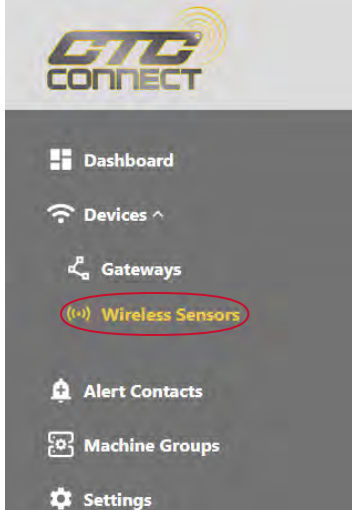 CTC
CONNECT
Dashboard
Devices ^
Gateways
Wireless Sensors
Alert Contacts
Machine Groups
Settings